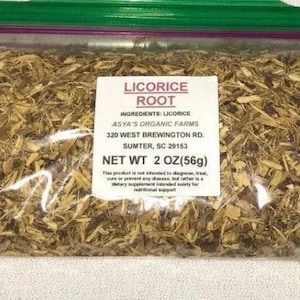 LICORICE
ROOT
INGREDIENTS: LICORICE
ASYA'S ORGANIC FARMS
320 WEST BREWINGTON RD.
SUMTER, SC 29153
NET WT 2 OZ(56g)
This product is not intended to diagnose, treat,
cure or prevent any disease, but rather is a
dietary supplement intended solely for
nutritional support